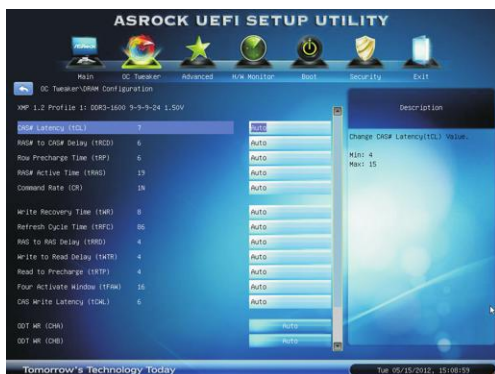 ASROCK UEFI SETUP UTILITY
Main OC Tweaker Advanced H/W Monitor Boot Security Exit
OC Tweaker\DRAM Configuration
Description
XMP 1.2 Profile 1: DDR3-1600 9-9-9-24 1.50V
CAS# Latency (tCL) 7 Auto
Change CAS# Latency(tCL) Value.
RAS# to CAS# Delay (tRCD) 6 Auto
Min: 4
Row Precharge Time (tRP) 6 Auto
Max: 15
RAS# Active Time (tRAS) 19 Auto
Command Rate (CR) 1N Auto
Write Recovery Time (tWR) 8 Auto
Refresh Cycle Time (tRFC) 86 Auto
RAS to RAS Delay (tRRD) 4 Auto
Write to Read Delay (tWTR) 4 Auto
Read to Precharge (tRTP) 4 Auto
Four Activate Window (tFAW) 16 Auto
CAS Write Latency (tCWL) 6 Auto
ODT WR (CHA) Auto
ODT WR (CHB) Auto
Tomorrow's Technology Today
Tue 05/15/2012, 15:08:59